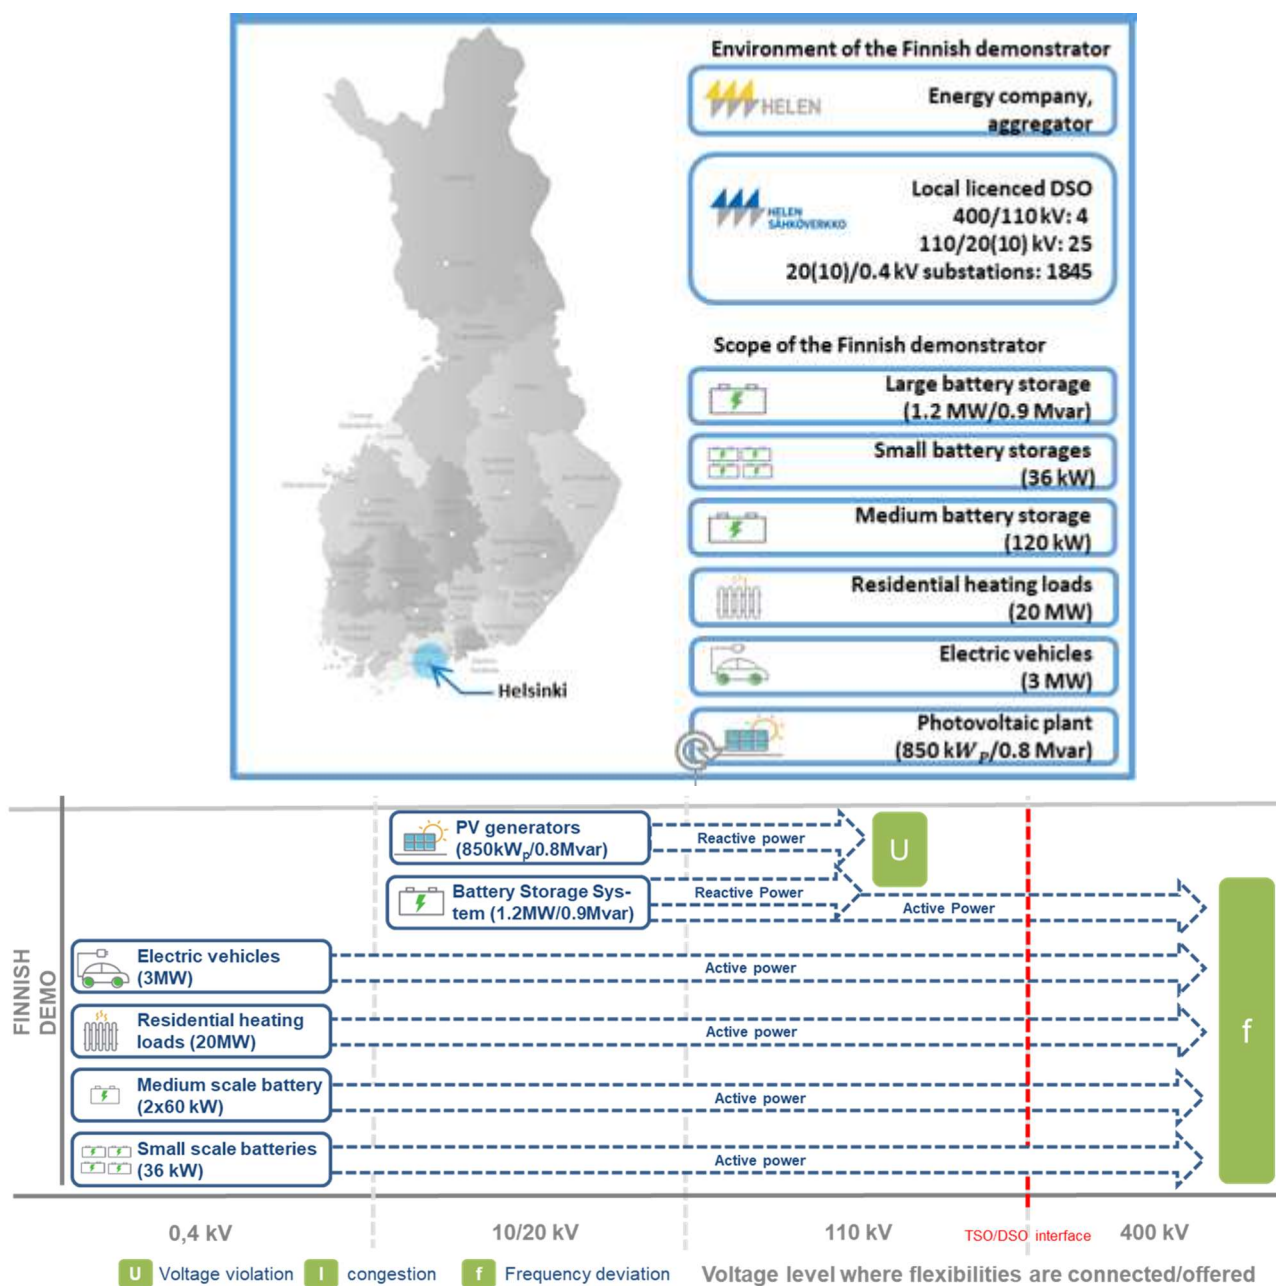 Environment of the Finnish demonstrator
HELEN
Energy company,
aggregator
HELEN
SÄHKÖVERKKO
Local licenced DSO
400/110 kV: 4
110/20(10) kV: 25
20(10)/0.4 kV substations: 1845
Scope of the Finnish demonstrator
Large battery storage
(1.2 MW/0.9 Mvar)
Small battery storages
(36 kW)
Medium battery storage
(120 kW)
Residential heating loads
(20 MW)
Electric vehicles
(3 MW)
Photovoltaic plant
(850 kWP/0.8 Mvar)
Helsinki
FINNISH
DEMO
PV generators
(850kWp/0.8Mvar)
Reactive power
U
Battery Storage Sys-
tem (1.2MW/0.9Mvar)
Reactive Power
Active Power
Electric vehicles
(3MW)
Active power
Residential heating
loads (20MW)
Active power
f
Medium scale battery
(2x60 kW)
Active power
Small scale batteries
(36 kW)
Active power
0,4 kV
10/20 kV
110 kV
TSO/DSO interface
400 kV
U Voltage violation
I congestion
f Frequency deviation
Voltage level where flexibilities are connected/offered